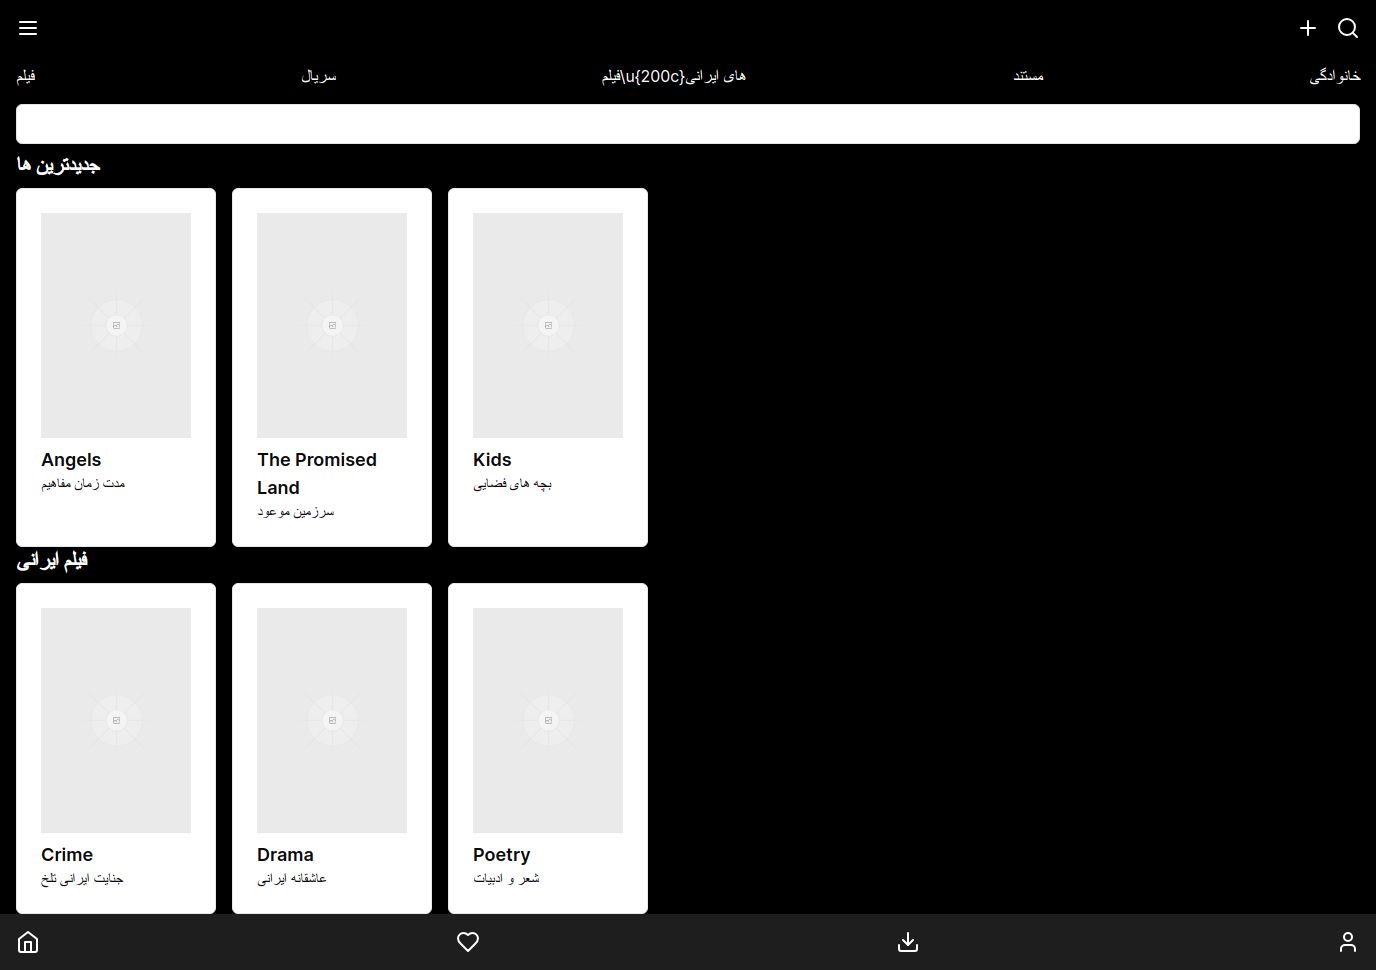 فیلم
سریال
فیلم\u{200c}های ایرانی
مستند
خانوادگی
جدیدترین ها
Angels
مدت زمان مفاهیم
The Promised
Land
سرزمین موعود
Kids
بچه های فضایی
فیلم ایرانی
Crime
جنایت ایرانی تلخ
Drama
عاشقانه ایرانی
Poetry
شعر و ادبیات